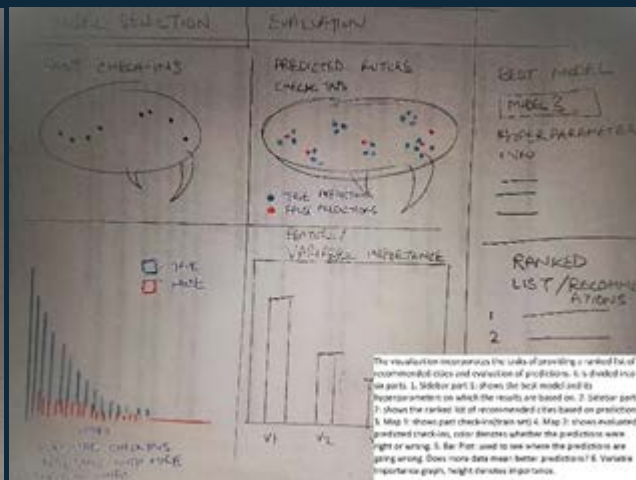 SELECTION
EVALUATION
CHECK-INS
PREDICTED FUTURE
CHECK INS
BEST MODEL
MODEL 2
HYPERPARAMETER
INFO
TRUE PREDICTIONS
FALSE PREDICTIONS
FEATURE/
VARIABLE IMPORTANCE
TRUE
RANKED
LIST/RECOMMEND
ATIONS
1
2
V1
V2
The visualisation incorporates the tasks of providing a ranked list of
recommended cities and evaluation of predictions. It is divided into
six parts. 1. Sidebar part 1: shows the best model and its
hyperparameters on which the results are based on. 2. Sidebar part
2: shows the ranked list of recommended cities based on prediction
3. Map 1: shows past check-ins(train set) 4. Map 2: shows evaluated
predicted check-ins, color denotes whether the predictions were
right or wrong. 5. Bar Plot: used to see where the predictions are
going wrong. Does more data mean better predictions? 6. Variable
importance graph, height denotes importance.